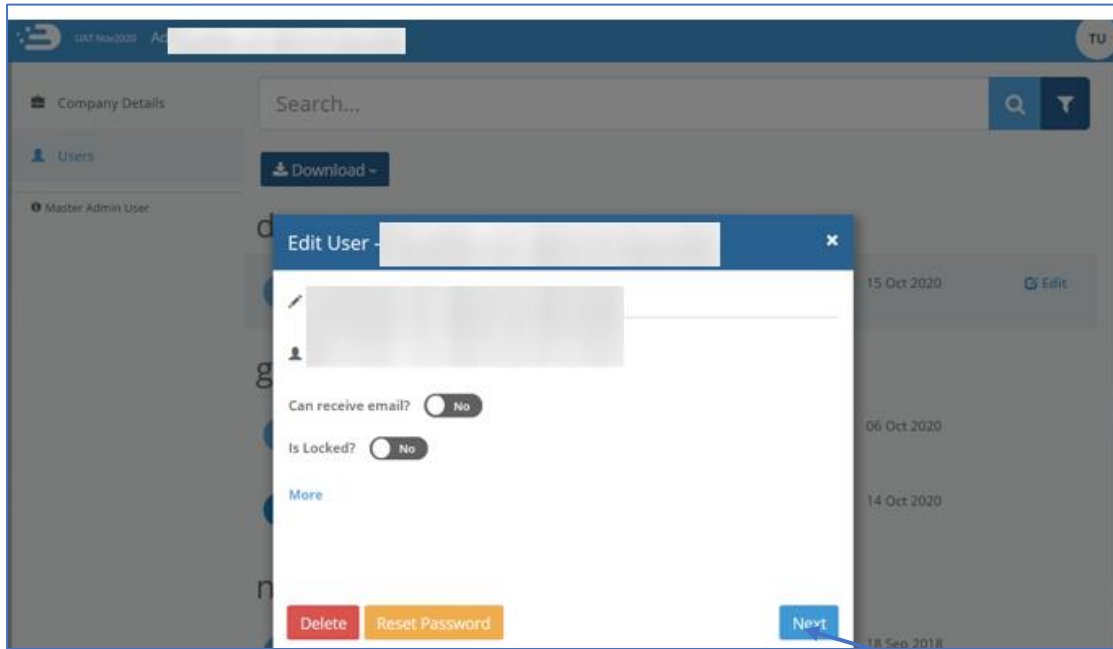 UAT Nov2020 Ad
TU
Company Details
Search...
Users
Download
Master Admin User
d
Edit User -
×
15 Oct 2020 Edit
g
Can receive email? No
06 Oct 2020
Is Locked? No
More
14 Oct 2020
n
Delete Reset Password Next
18 Sep 2018